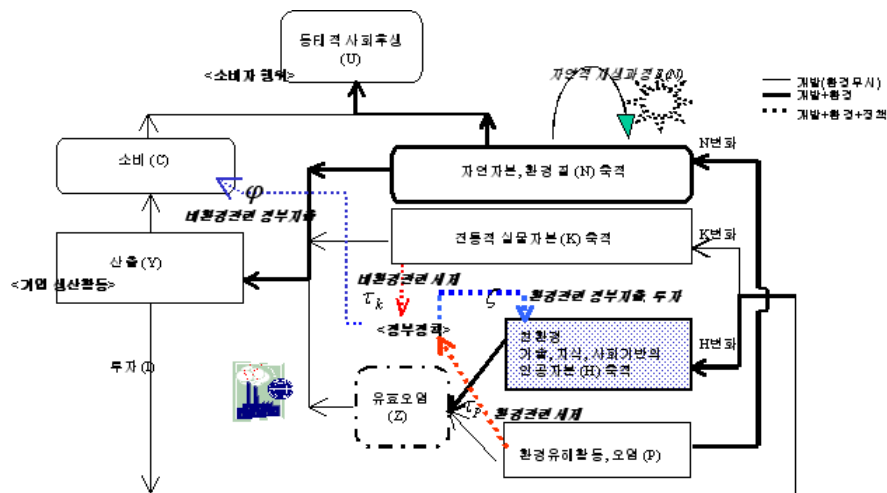 동태적 사회후생
(U)
<소비자 행위>
자연적 재생과정 E(N)
개발(환경무시)
개발+환경
개발+환경+정책
소비 (C)
N변화
자연자본, 환경 질 (N) 축적
φ
비환경관련 정부지출
전통적 실물자본 (K) 축적
K변화
산출 (Y)
<기업 생산활동>
비환경관련 세제
τk
ζ
환경관련 정부지출, 투자
<정부정책>
친환경
기술, 지식, 사회기반의
인공자본 (H) 축적
H변화
투자 (I)
유효오염
(Z)
τp
환경관련 세제
환경유해활동, 오염 (P)